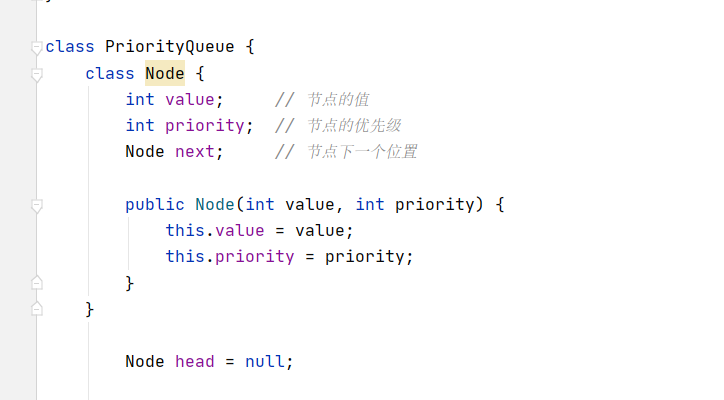 class PriorityQueue {
class Node {
int value; // 节点的值
int priority; // 节点的优先级
Node next; // 节点下一个位置
public Node(int value, int priority) {
this.value = value;
this.priority = priority;
}
}
Node head = null;